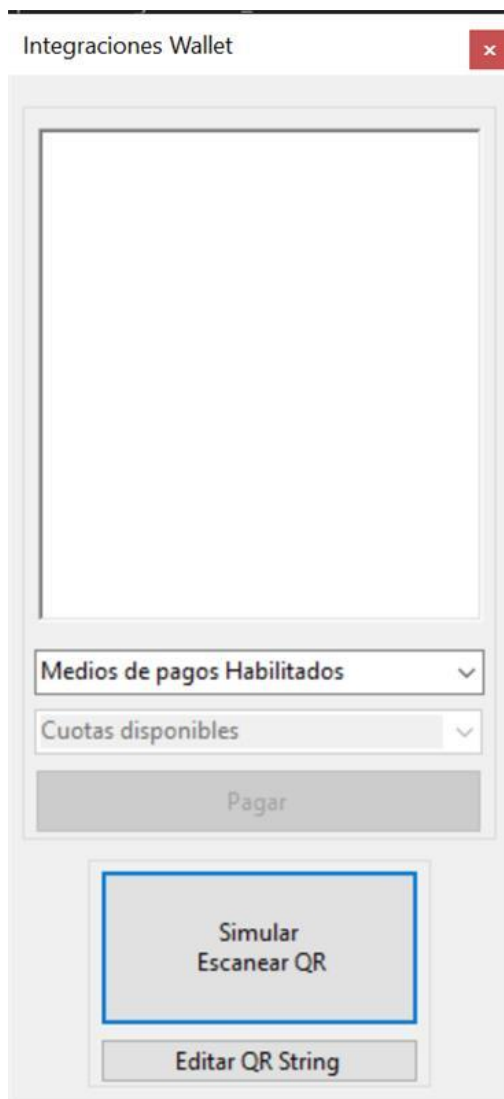 Integraciones Wallet
Medios de pagos Habilitados
Cuotas disponibles
Pagar
Simular
Escanear QR
Editar QR String